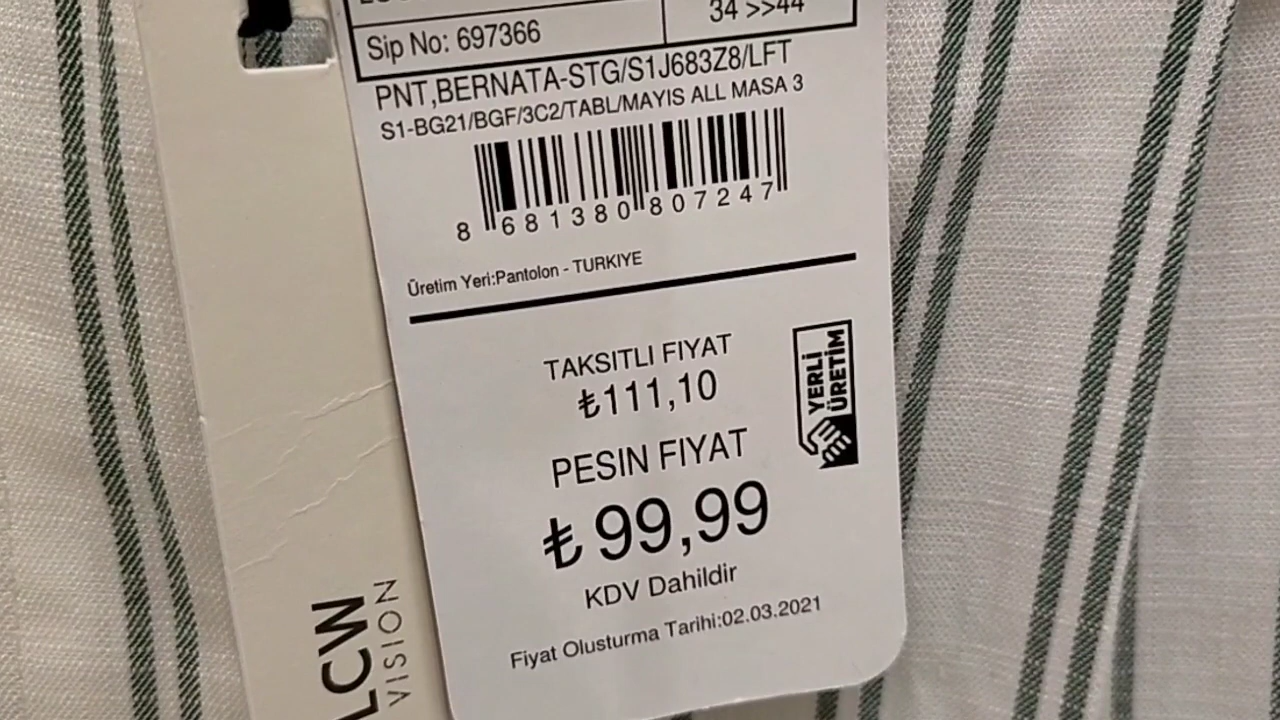 34 >>44
Sip No: 697366
PNT,BERNATA-STG/S1J683Z8/LFT
S1-BG21/BGF/3C2/TABL/MAYIS ALL MASA 3
8 681380 807247
Üretim Yeri:Pantolon - TURKIYE
TAKSITLI FIYAT
₺111,10
YERLİ
ÜRETİM
PESIN FIYAT
₺99,99
KDV Dahildir
Fiyat Olusturma Tarihi:02.03.2021
LCW
VISION